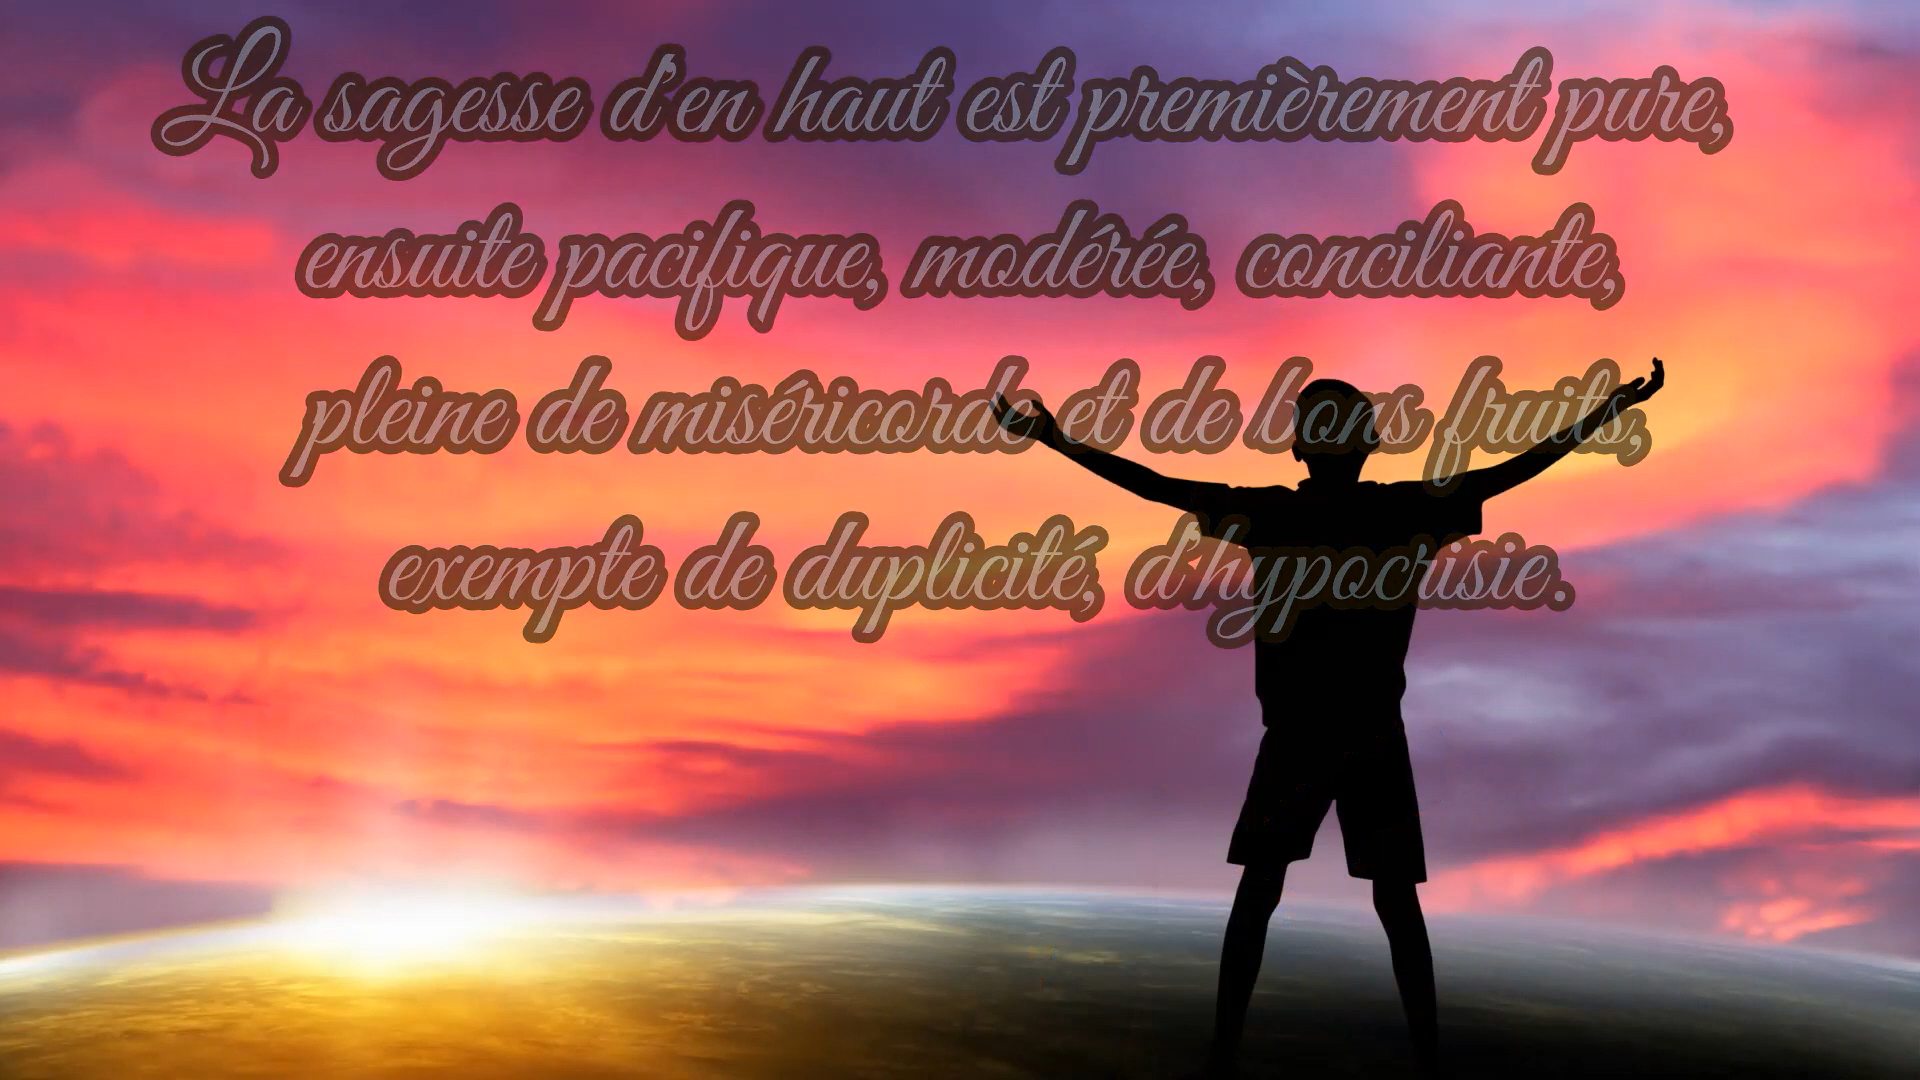 La sagesse d'en haut est premièrement pure,
ensuite pacifique, modérée, conciliante,
pleine de miséricorde et de bons fruits,
exempte de duplicité, d'hypocrisie.